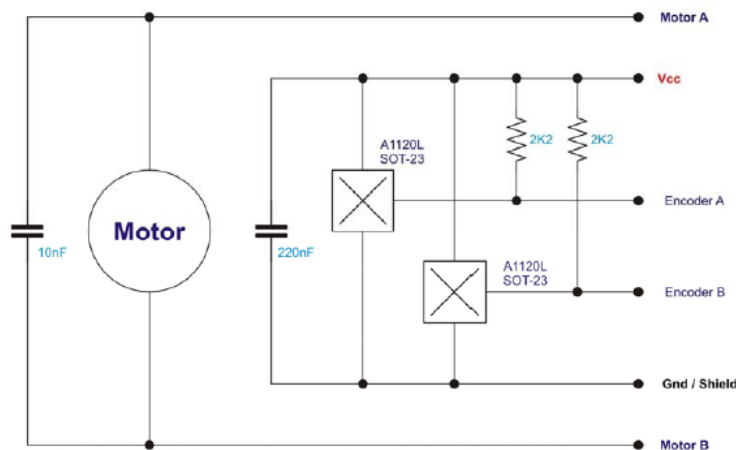 Motor A
Vcc
A1120L
SOT-23
2K2
2K2
Encoder A
Motor
10nF
220nF
A1120L
SOT-23
Encoder B
Gnd / Shield
Motor B